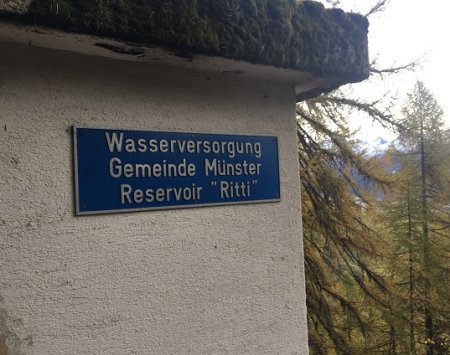 Wasserversorgung
Gemeinde Münster
Reservoir "Ritti"